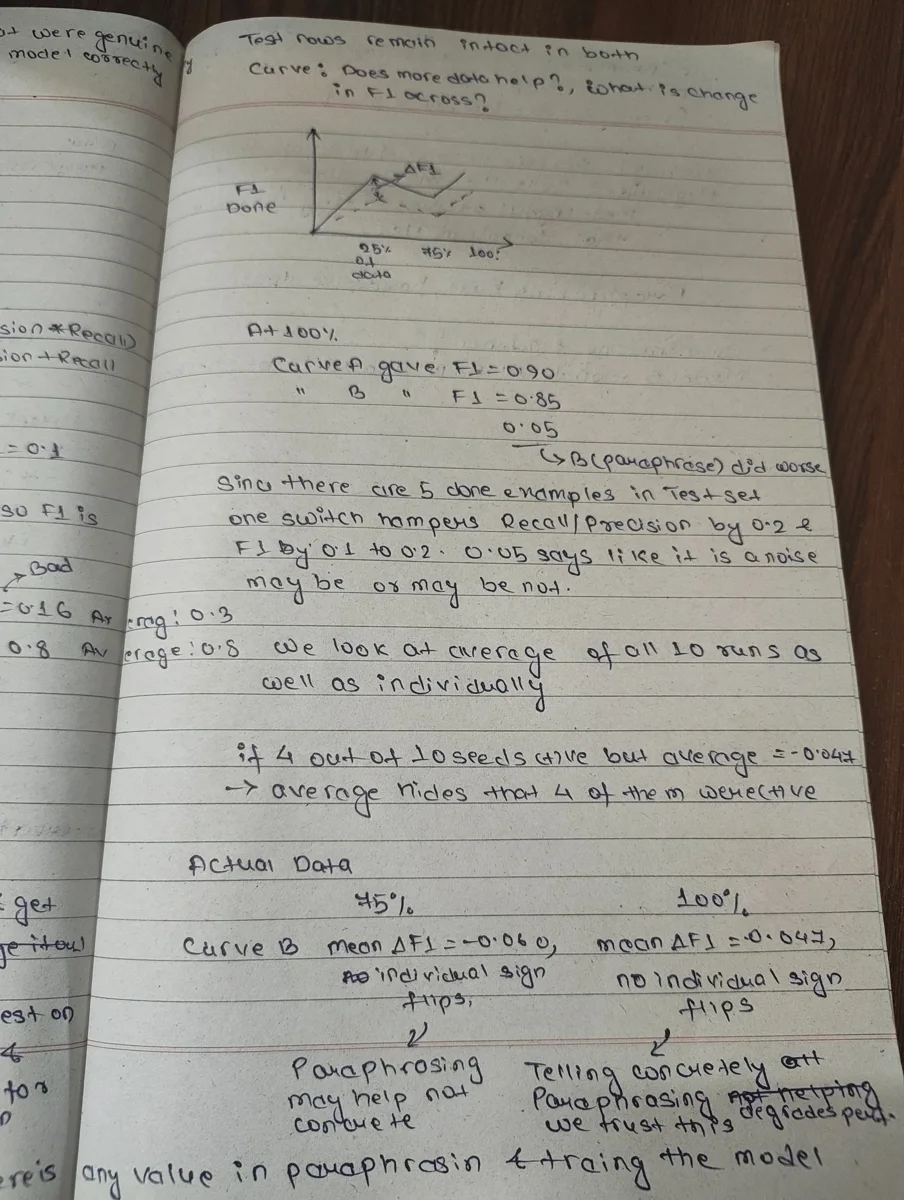 at were genuine
model correctly
y
Test rows remain intact in both
Curve: Does more data help?, what is change
in F1 across?
ΔF1
F1
Done
25% 75% 100%
of
data
sion * Recall)
sion + Recall
At 100%
Curve A gave F1 = 0.90
" B " F1 = 0.85
0.05
↳ B (paraphrase) did worse
= 0.1
Since there are 5 done examples in Test set
one switch hampers Recall/Precision by 0.2 &
F1 by 0.1 to 0.2. 0.05 says like it is a noise
may be or may be not.
so F1 is
→ Bad
= 0.16 Average: 0.3
0.8 Average: 0.8 We look at average of all 10 runs as
well as individually
if 4 out of 10 seeds (+)ve but average = -0.047
→ average hides that 4 of them were (+)ve
Actual Data
75% 100%
get
Curve B mean ΔF1 = -0.060, mean ΔF1 = -0.047,
individual sign no individual sign
flips, flips
est on
&
for
Paraphrasing Telling concretely
may help not Paraphrasing not helping degrades perf.
concrete we trust this
ere is any value in paraphrasin & traing the model